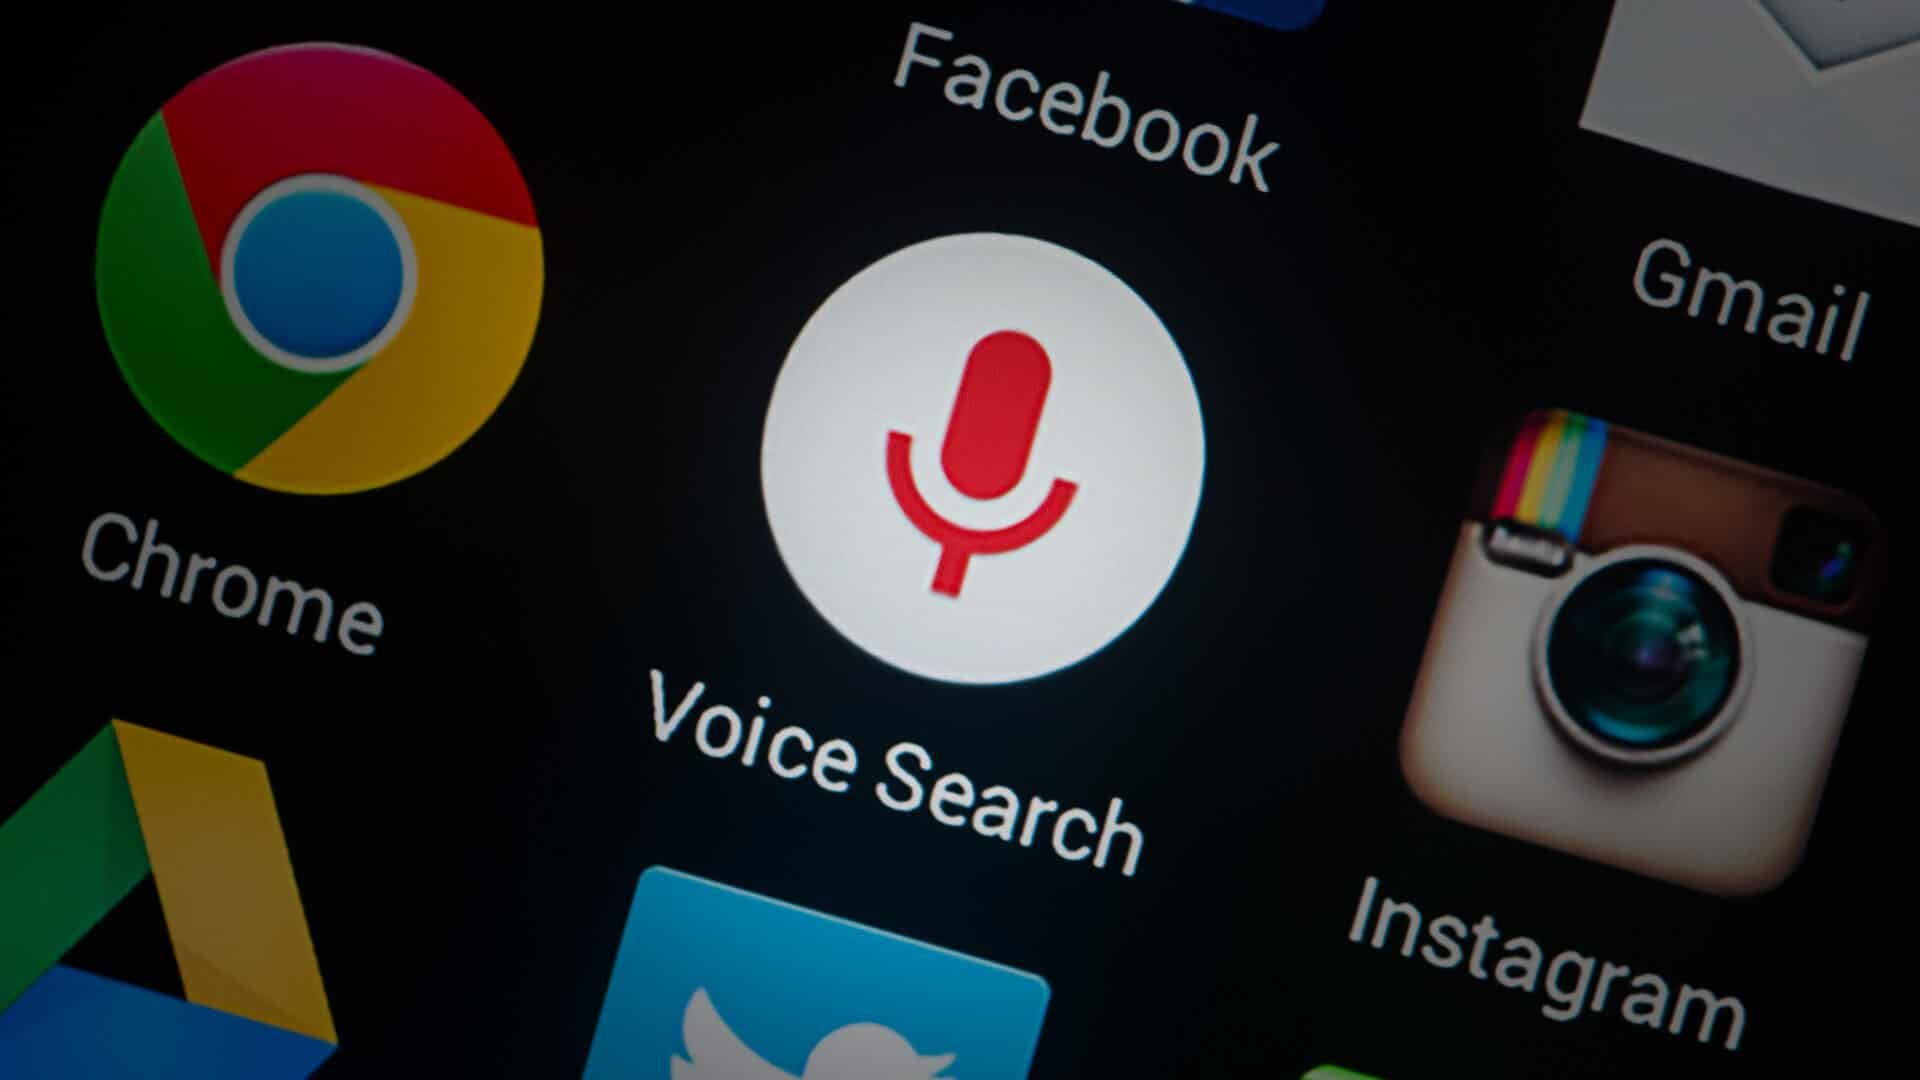 Facebook
Gmail
Chrome
Voice Search
Instagram